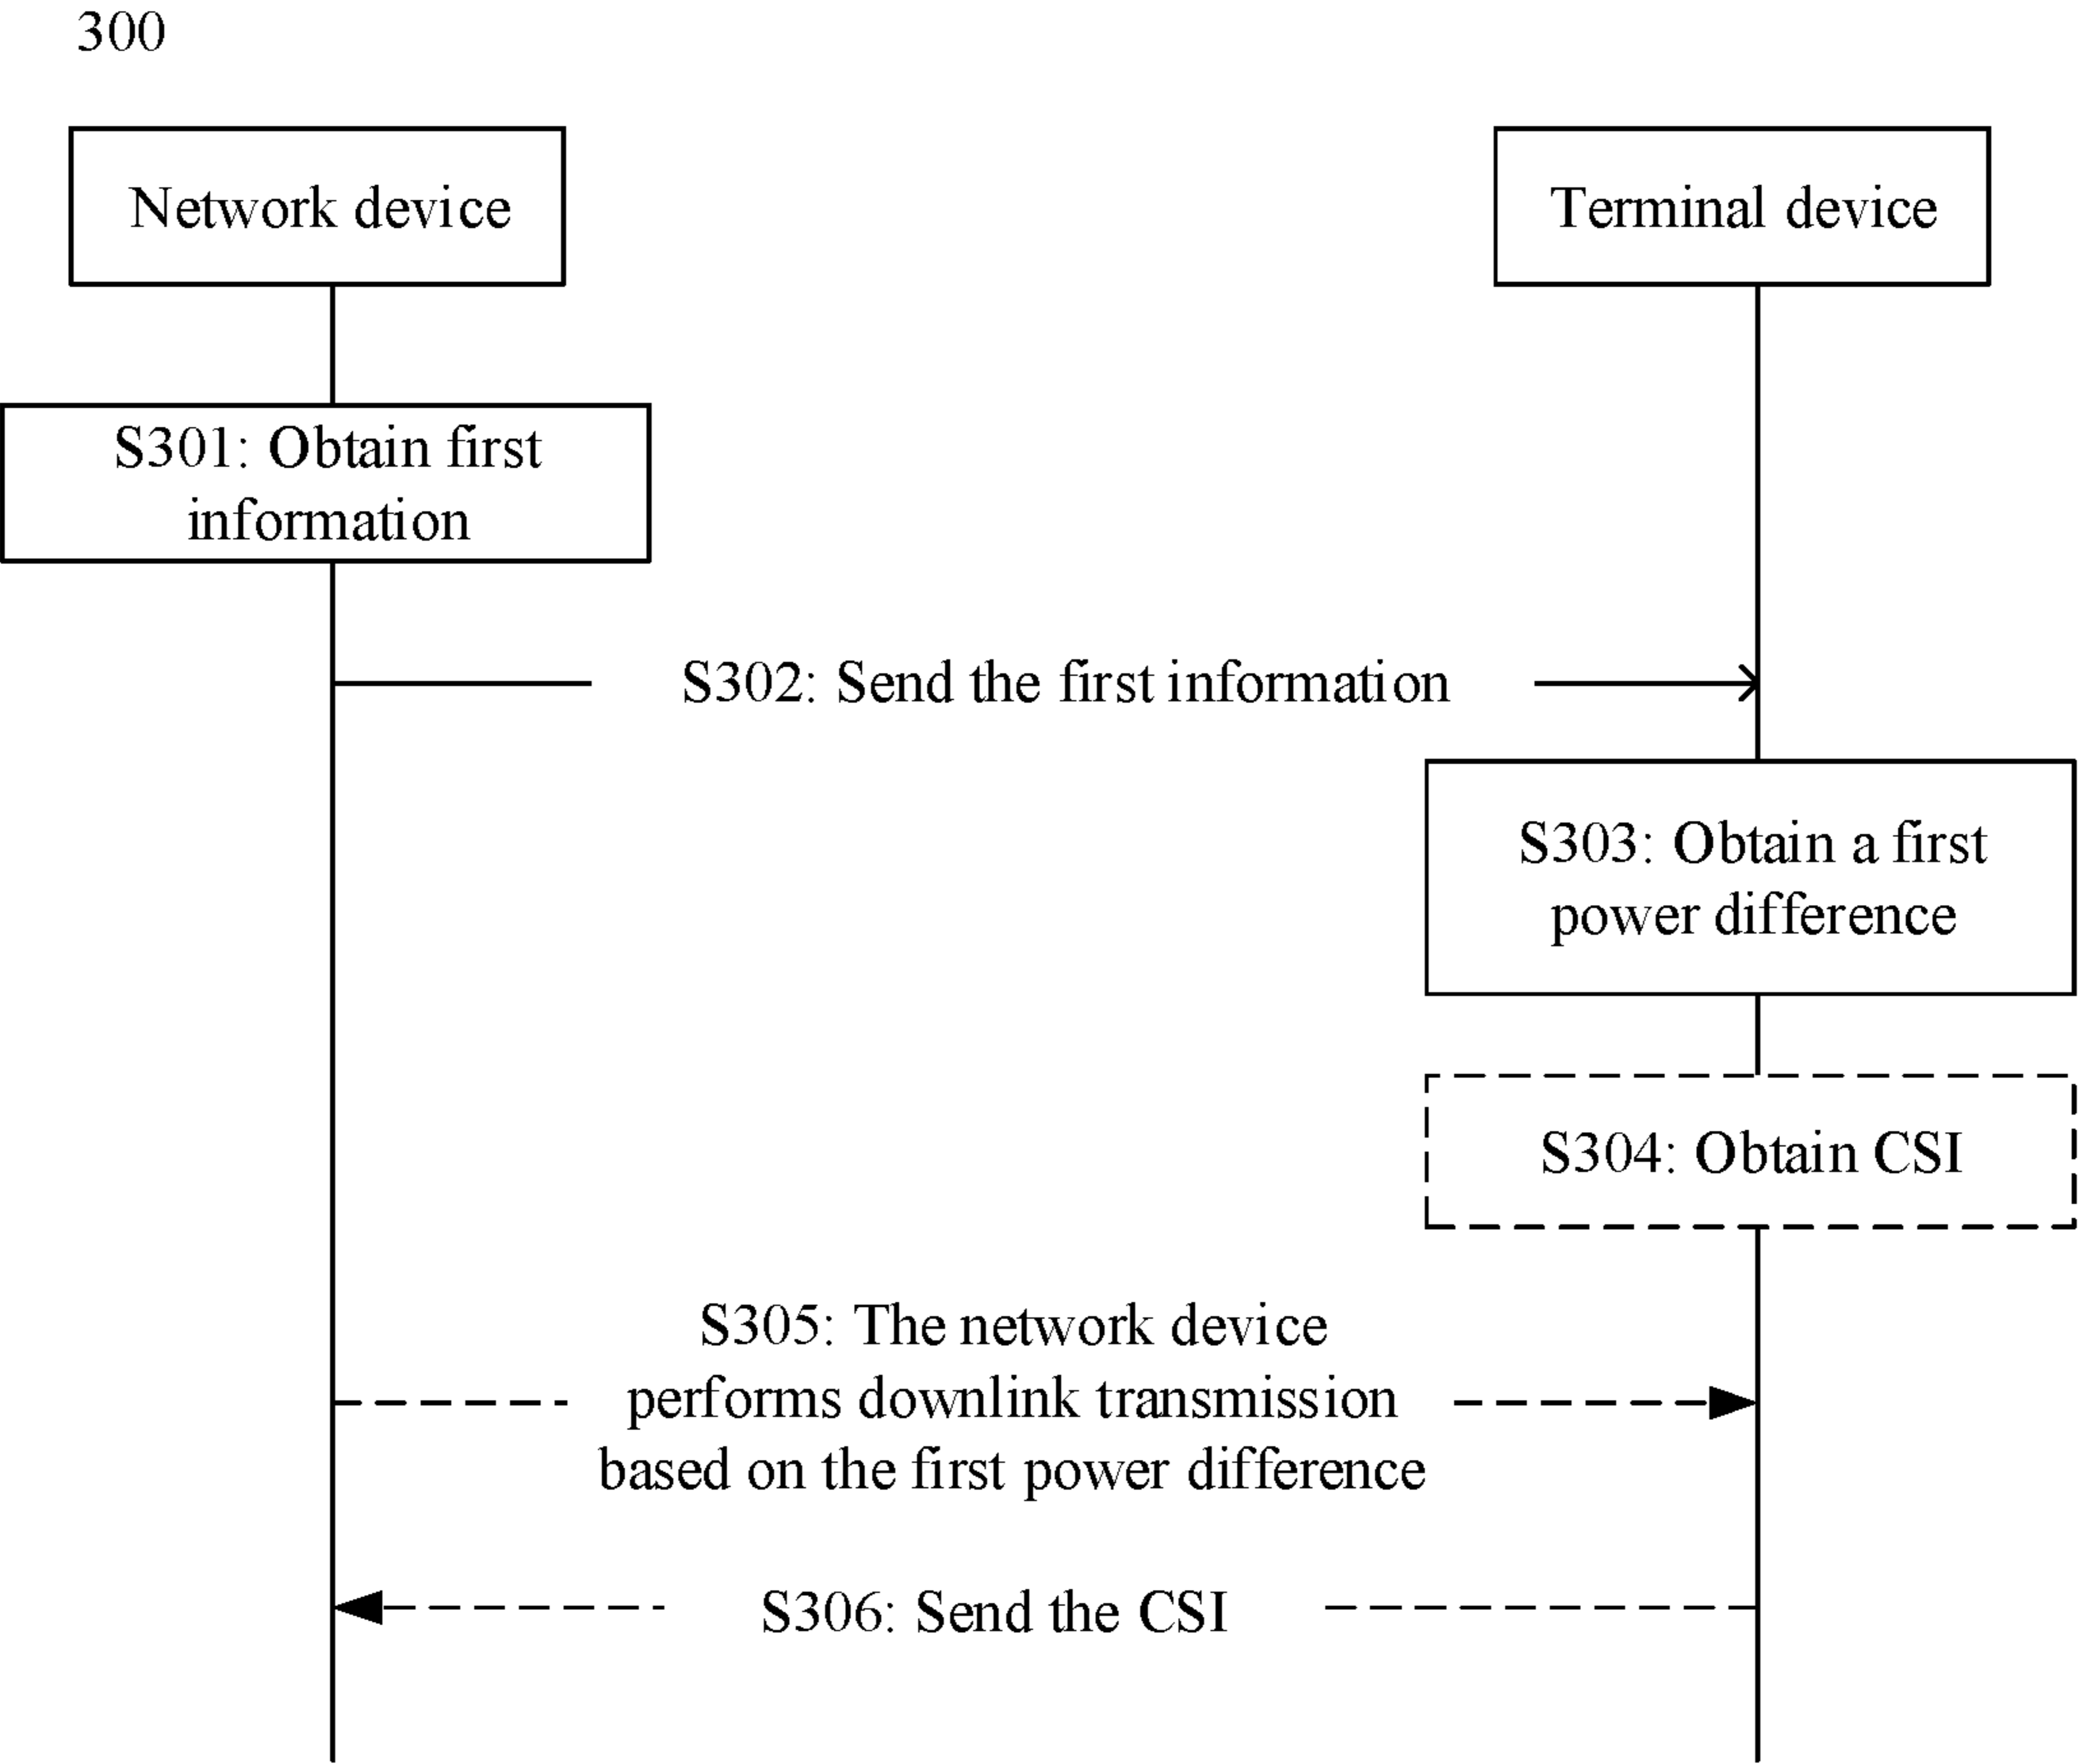 300
Network device
Terminal device
S301: Obtain first
information
S302: Send the first information
S303: Obtain a first
power difference
S304: Obtain CSI
S305: The network device
performs downlink transmission
based on the first power difference
S306: Send the CSI